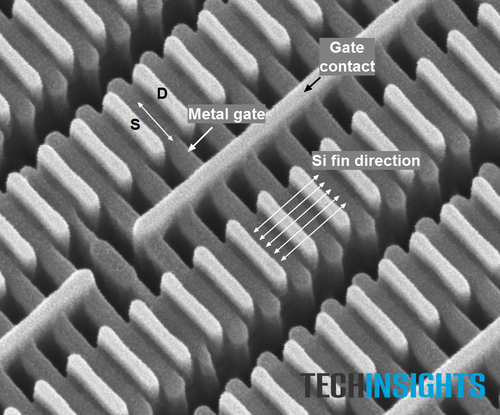 Gate
contact
D
S
Metal gate
Si fin direction
TECHINSIGHTS